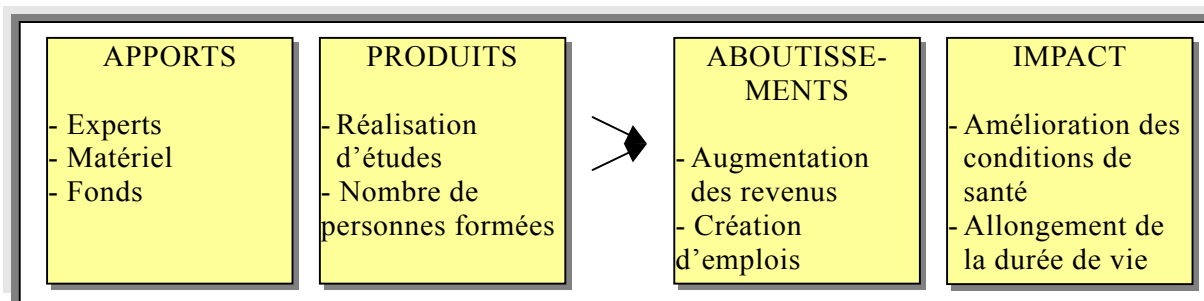 APPORTS
- Experts
- Matériel
- Fonds
PRODUITS
- Réalisation
d’études
- Nombre de
personnes formées
ABOUTISSE-
MENTS
- Augmentation
des revenus
- Création
d’emplois
IMPACT
- Amélioration des
conditions de
santé
- Allongement de
la durée de vie